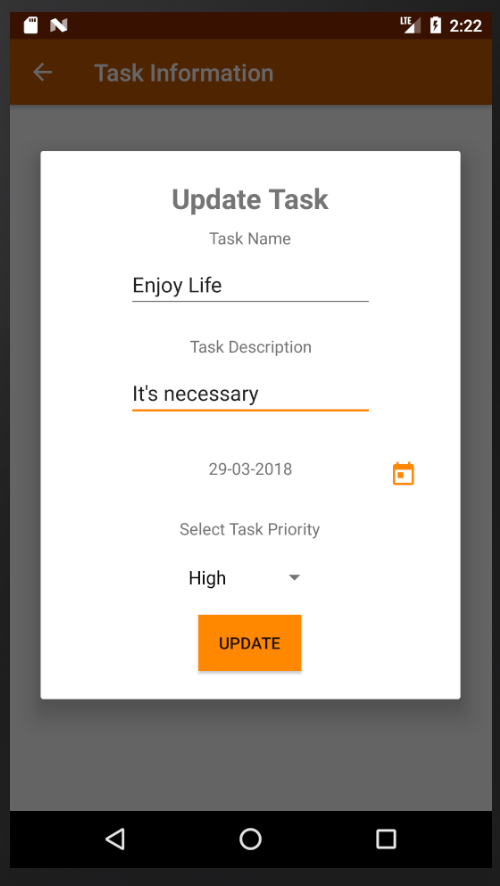 LTE 2:22
Task Information
Update Task
Task Name
Enjoy Life
Task Description
It's necessary
29-03-2018
Select Task Priority
High
UPDATE